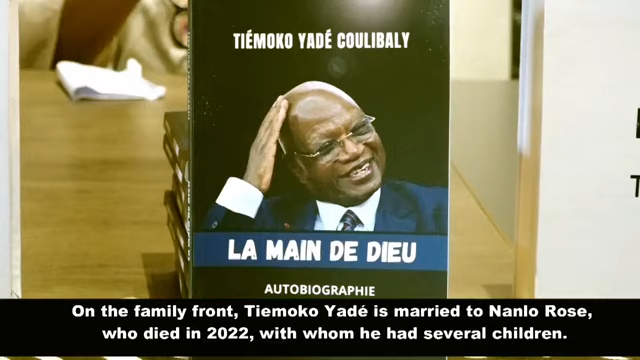 TIÉMOKO YADÉ COULIBALY
LA MAIN DE DIEU
AUTOBIOGRAPHIE
On the family front, Tiemoko Yadé is married to Nanlo Rose,
who died in 2022, with whom he had several children.